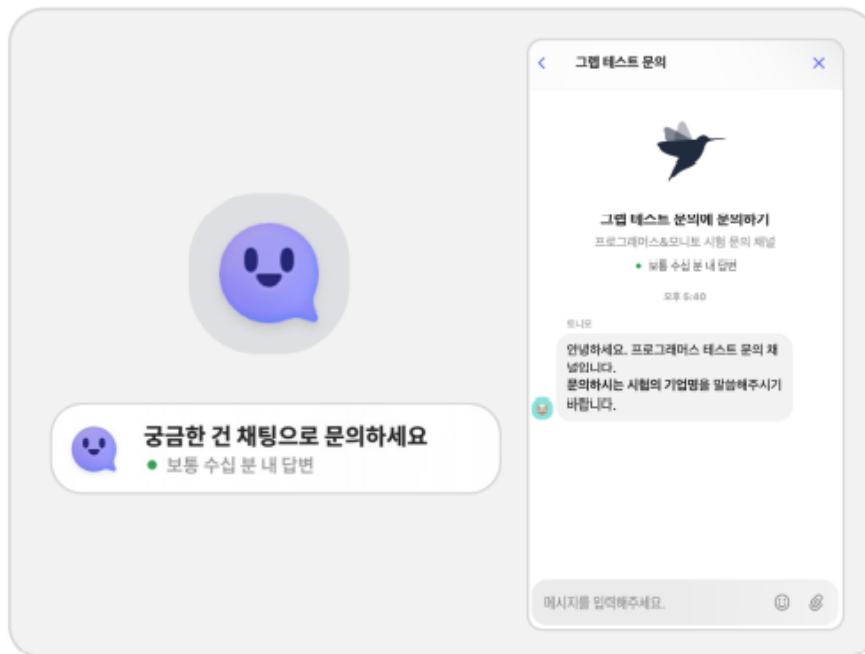 궁금한 건 채팅으로 문의하세요
보통 수십 분 내 답변
그렙 테스트 문의
그렙 테스트 문의에 문의하기
프로그래머스&모니토 시험 문의 채널
보통 수십 분 내 답변
오후 5:40
토니모
안녕하세요. 프로그래머스 테스트 문의 채
널입니다.
문의하시는 시험의 기업명을 말씀해주시기
바랍니다.
메시지를 입력해주세요.